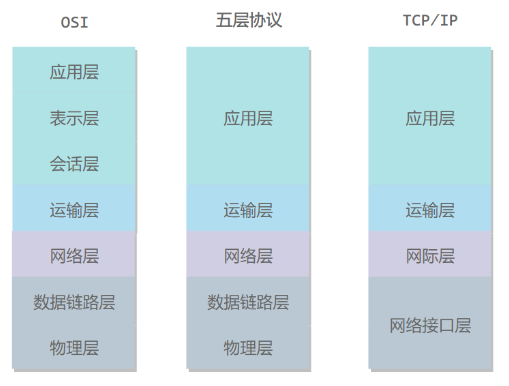 OSI
五层协议
TCP/IP
应用层
表示层
会话层
运输层
网络层
数据链路层
物理层
应用层
运输层
网络层
数据链路层
物理层
应用层
运输层
网际层
网络接口层